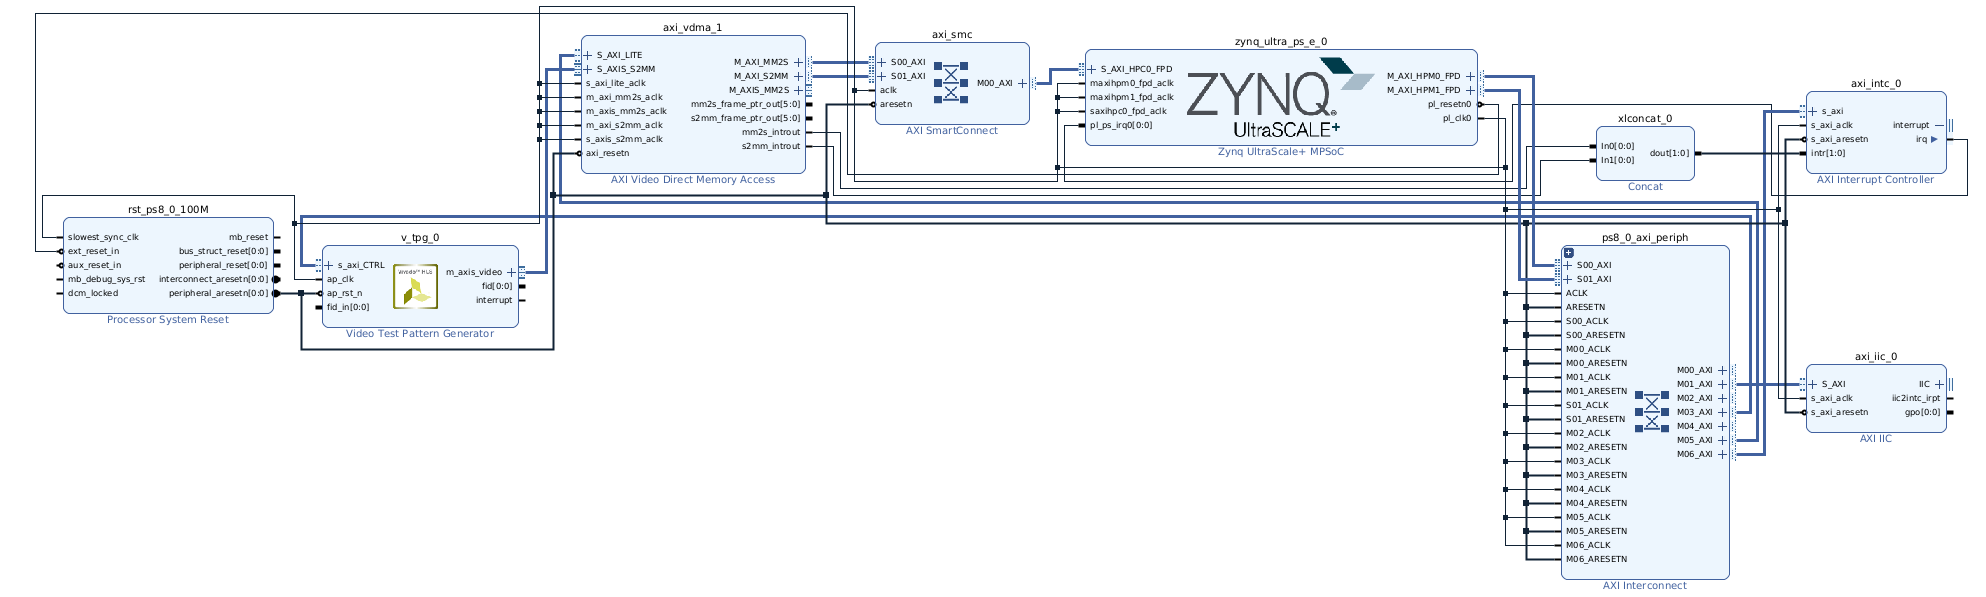 axi_vdma_1
S_AXI_LITE
S_AXIS_S2MM
s_axi_lite_aclk
m_axi_mm2s_aclk
m_axis_mm2s_aclk
m_axi_s2mm_aclk
s_axis_s2mm_aclk
axi_resetn
M_AXI_MM2S
M_AXI_S2MM
M_AXIS_MM2S
mm2s_frame_ptr_out[5:0]
s2mm_frame_ptr_out[5:0]
mm2s_introut
s2mm_introut
AXI Video Direct Memory Access
axi_smc
S00_AXI
S01_AXI
aclk
aresetn
M00_AXI
AXI SmartConnect
zynq_ultra_ps_e_0
S_AXI_HPC0_FPD
maxihpm0_fpd_aclk
maxihpm1_fpd_aclk
saxihpc0_fpd_aclk
pl_ps_irq0[0:0]
ZYNQ
UltraSCALE+
M_AXI_HPM0_FPD
M_AXI_HPM1_FPD
pl_resetn0
pl_clk0
Zynq UltraScale+ MPSoC
xlconcat_0
In0[0:0]
In1[0:0]
dout[1:0]
Concat
axi_intc_0
s_axi
s_axi_aclk
s_axi_aresetn
intr[1:0]
interrupt
irq
AXI Interrupt Controller
rst_ps8_0_100M
slowest_sync_clk
ext_reset_in
aux_reset_in
mb_debug_sys_rst
dcm_locked
mb_reset
bus_struct_reset[0:0]
peripheral_reset[0:0]
interconnect_aresetn[0:0]
peripheral_aresetn[0:0]
Processor System Reset
v_tpg_0
s_axi_CTRL
ap_clk
ap_rst_n
fid_in[0:0]
Vivado™ HLS
m_axis_video
fid[0:0]
interrupt
Video Test Pattern Generator
ps8_0_axi_periph
S00_AXI
S01_AXI
ACLK
ARESETN
S00_ACLK
S00_ARESETN
M00_ACLK
M00_ARESETN
M01_ACLK
M01_ARESETN
S01_ACLK
S01_ARESETN
M02_ACLK
M02_ARESETN
M03_ACLK
M03_ARESETN
M04_ACLK
M04_ARESETN
M05_ACLK
M05_ARESETN
M06_ACLK
M06_ARESETN
M00_AXI
M01_AXI
M02_AXI
M03_AXI
M04_AXI
M05_AXI
M06_AXI
AXI Interconnect
axi_iic_0
S_AXI
s_axi_aclk
s_axi_aresetn
IIC
iic2intc_irpt
gpo[0:0]
AXI IIC